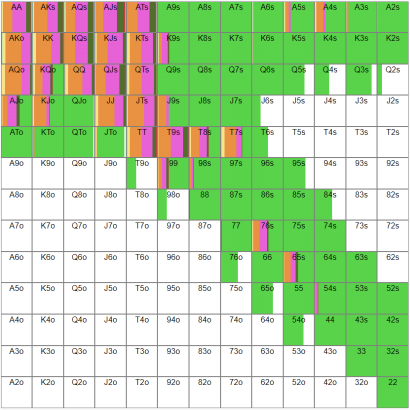 AA AKs AQs AJs ATs A9s A8s A7s A6s A5s A4s A3s A2s
AKo KK KQs KJs KTs K9s K8s K7s K6s K5s K4s K3s K2s
AQo KQo QQ QJs QTs Q9s Q8s Q7s Q6s Q5s Q4s Q3s Q2s
AJo KJo QJo JJ JTs J9s J8s J7s J6s J5s J4s J3s J2s
ATo KTo QTo JTo TT T9s T8s T7s T6s T5s T4s T3s T2s
A9o K9o Q9o J9o T9o 99 98s 97s 96s 95s 94s 93s 92s
A8o K8o Q8o J8o T8o 98o 88 87s 86s 85s 84s 83s 82s
A7o K7o Q7o J7o T7o 97o 87o 77 76s 75s 74s 73s 72s
A6o K6o Q6o J6o T6o 96o 86o 76o 66 65s 64s 63s 62s
A5o K5o Q5o J5o T5o 95o 85o 75o 65o 55 54s 53s 52s
A4o K4o Q4o J4o T4o 94o 84o 74o 64o 54o 44 43s 42s
A3o K3o Q3o J3o T3o 93o 83o 73o 63o 53o 43o 33 32s
A2o K2o Q2o J2o T2o 92o 82o 72o 62o 52o 42o 32o 22